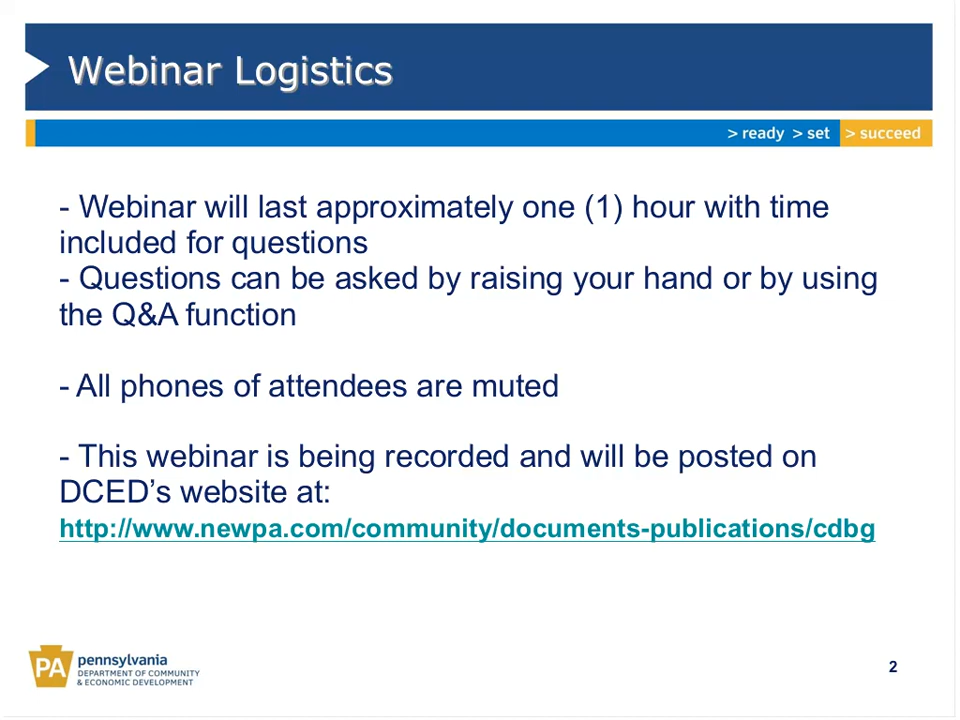 Webinar Logistics
> ready > set > succeed
- Webinar will last approximately one (1) hour with time
included for questions
- Questions can be asked by raising your hand or by using
the Q&A function
- All phones of attendees are muted
- This webinar is being recorded and will be posted on
DCED’s website at:
http://www.newpa.com/community/documents-publications/cdbg
PA
pennsylvania
DEPARTMENT OF COMMUNITY
& ECONOMIC DEVELOPMENT
2